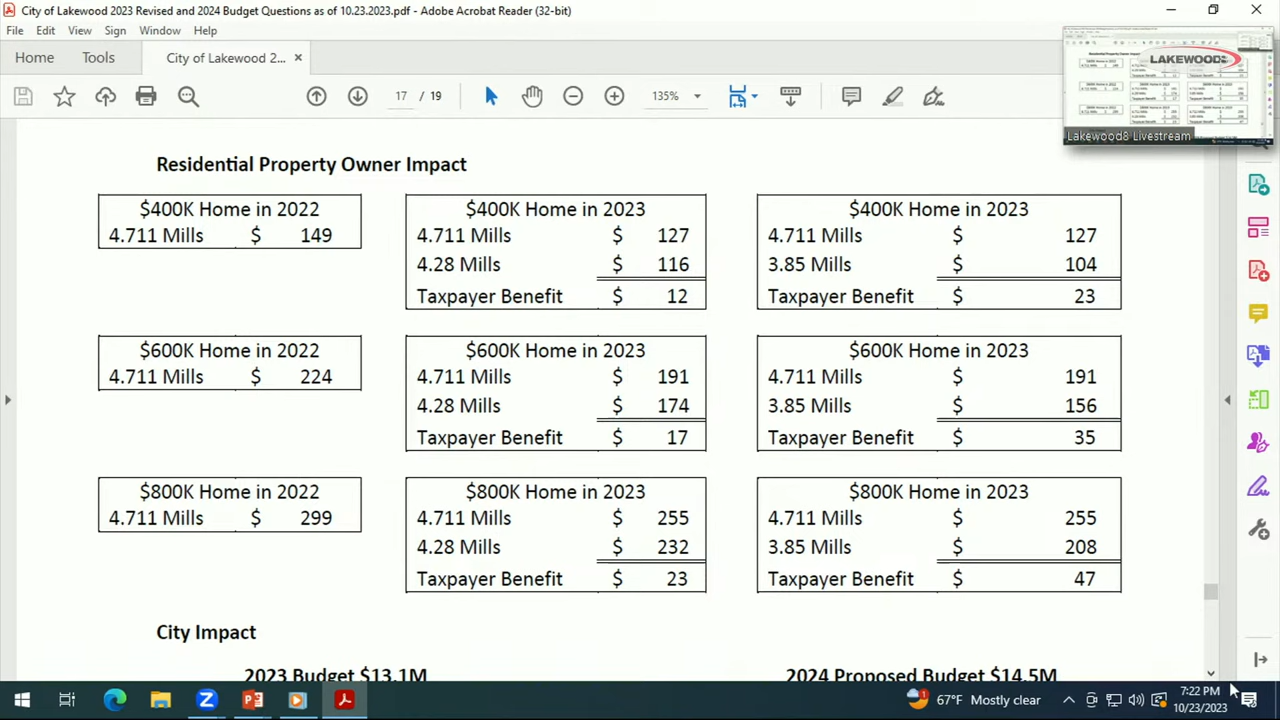 City of Lakewood 2023 Revised and 2024 Budget Questions as of 10.23.2023.pdf - Adobe Acrobat Reader (32-bit)
File Edit View Sign Window Help
Home Tools City of Lakewood 2... ×
17 135%
LAKEWOOD8
Lakewood8 Livestream
Residential Property Owner Impact
$400K Home in 2022 $400K Home in 2023 $400K Home in 2023
4.711 Mills $ 149 4.711 Mills $ 127 4.711 Mills $ 127
4.28 Mills $ 116 3.85 Mills $ 104
Taxpayer Benefit $ 12 Taxpayer Benefit $ 23
$600K Home in 2022 $600K Home in 2023 $600K Home in 2023
4.711 Mills $ 224 4.711 Mills $ 191 4.711 Mills $ 191
4.28 Mills $ 174 3.85 Mills $ 156
Taxpayer Benefit $ 17 Taxpayer Benefit $ 35
$800K Home in 2022 $800K Home in 2023 $800K Home in 2023
4.711 Mills $ 299 4.711 Mills $ 255 4.711 Mills $ 255
4.28 Mills $ 232 3.85 Mills $ 208
Taxpayer Benefit $ 23 Taxpayer Benefit $ 47
City Impact
2023 Budget $13.1M 2024 Proposed Budget $14.5M
67°F Mostly clear 7:22 PM
10/23/2023